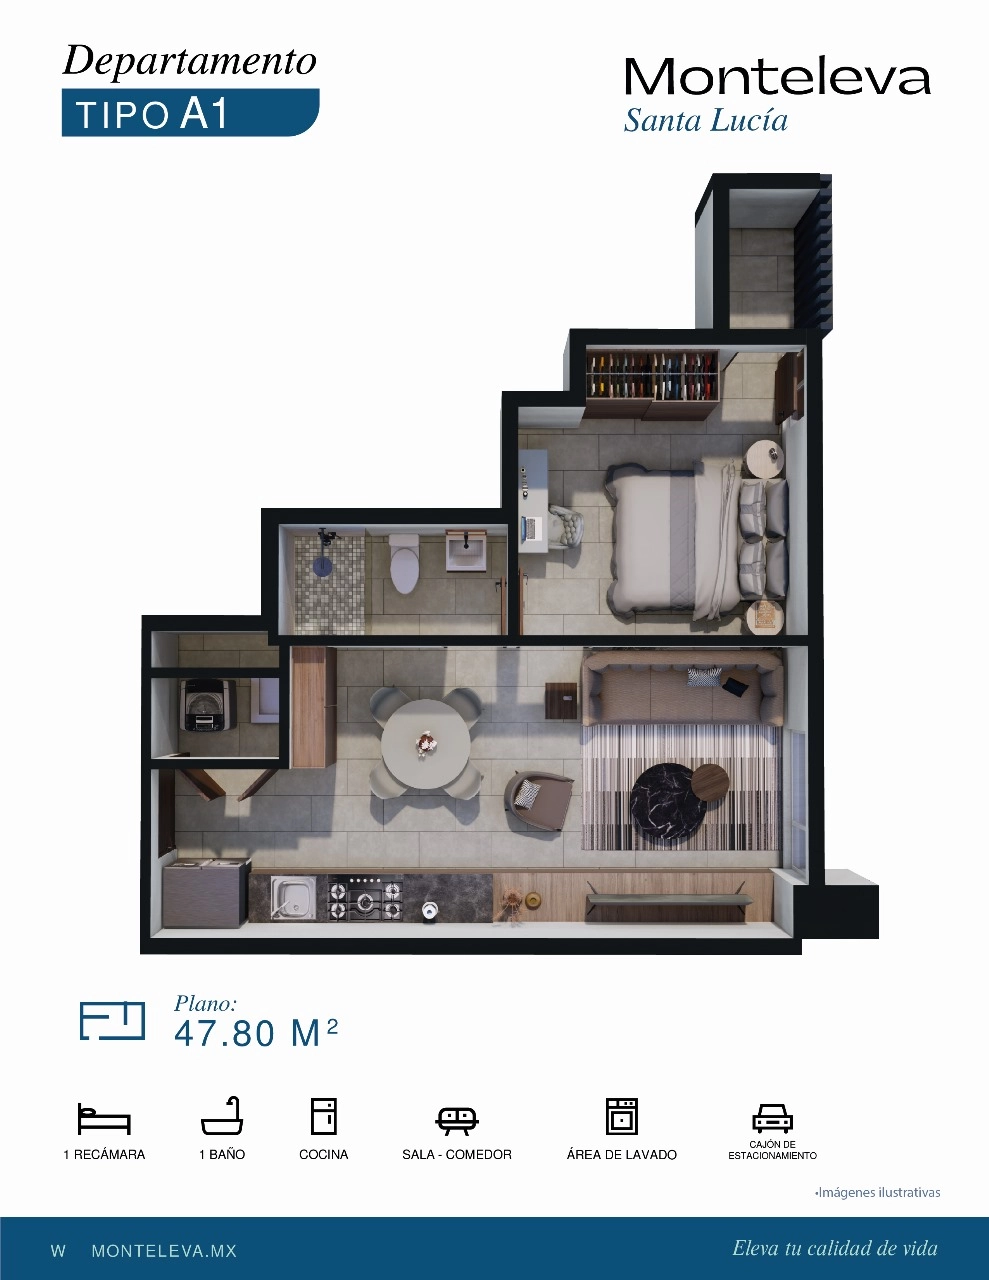 Departamento
TIPO A1
Monteleva
Santa Lucía
Plano:
47.80 M²
1 RECÁMARA
1 BAÑO
COCINA
SALA - COMEDOR
ÁREA DE LAVADO
CAJÓN DE
ESTACIONAMIENTO
•Imágenes ilustrativas
W MONTELEVA.MX
Eleva tu calidad de vida